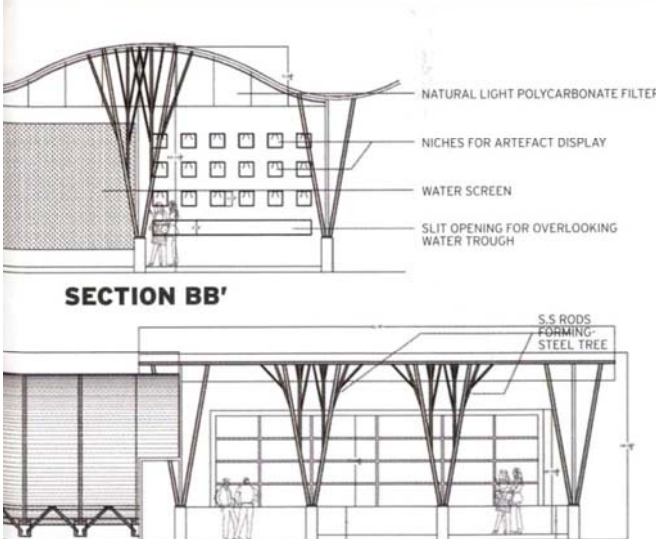 NATURAL LIGHT POLYCARBONATE FILTER
NICHES FOR ARTEFACT DISPLAY
WATER SCREEN
SLIT OPENING FOR OVERLOOKING
WATER TROUGH
SECTION BB'
S.S RODS
FORMING-
STEEL TREE